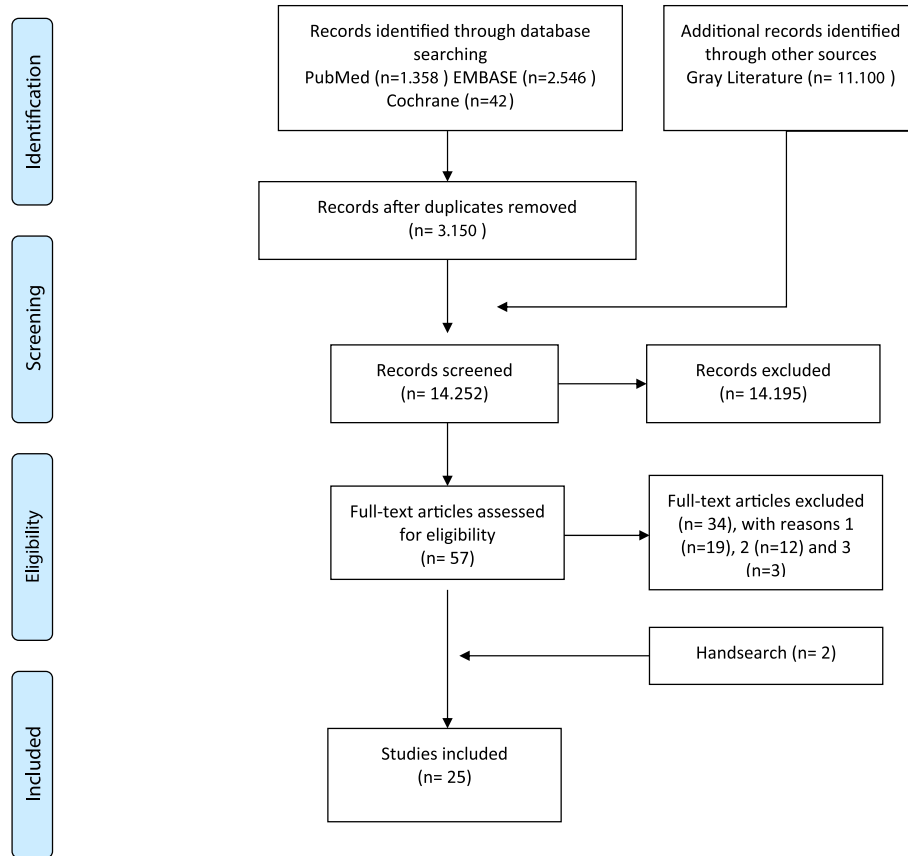 Identification
Records identified through database
searching
PubMed (n=1.358 ) EMBASE (n=2.546 )
Cochrane (n=42)
Additional records identified
through other sources
Gray Literature (n= 11.100 )
Records after duplicates removed
(n= 3.150 )
Screening
Records screened
(n= 14.252)
Records excluded
(n= 14.195)
Eligibility
Full-text articles assessed
for eligibility
(n= 57)
Full-text articles excluded
(n= 34), with reasons 1
(n=19), 2 (n=12) and 3
(n=3)
Handsearch (n= 2)
Included
Studies included
(n= 25)